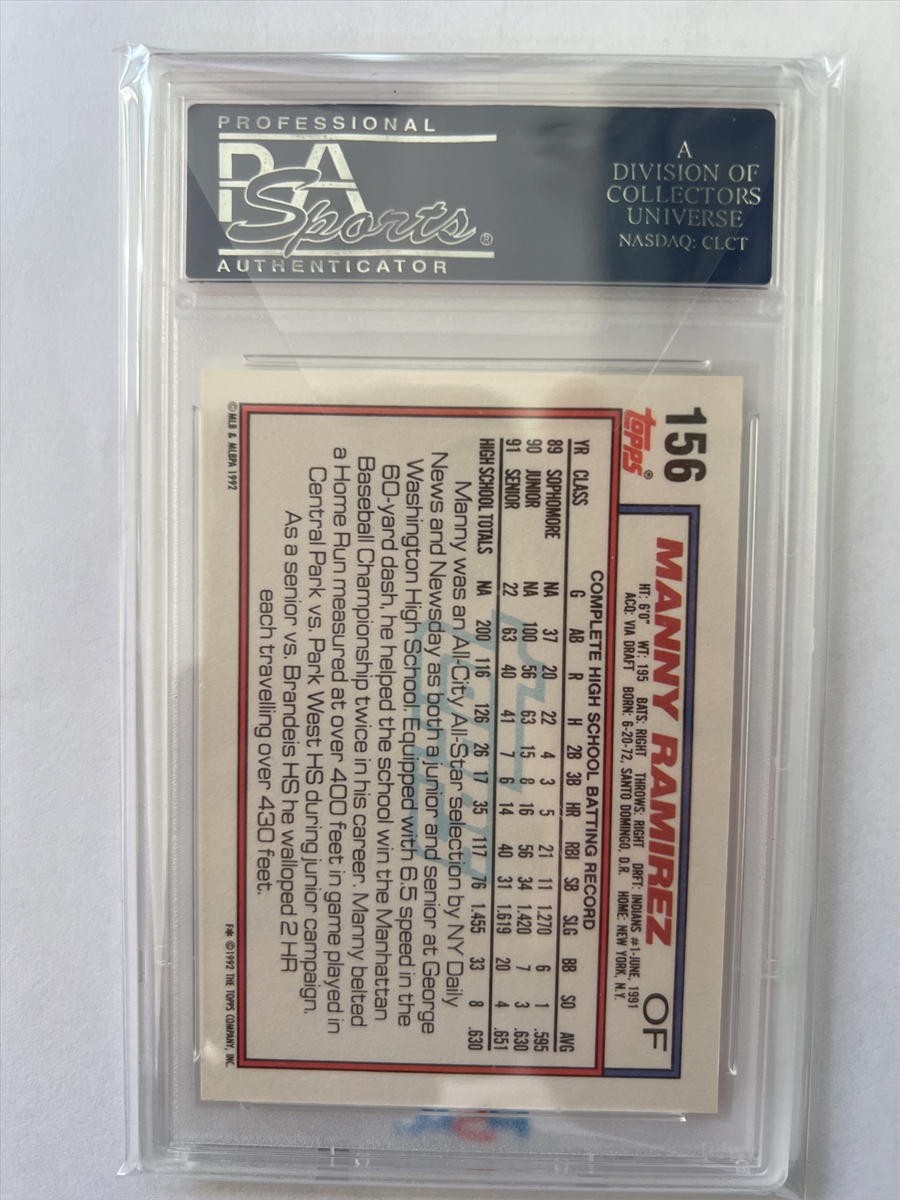 PROFESSIONAL
PSA
Sports®
AUTHENTICATOR
A
DIVISION OF
COLLECTORS
UNIVERSE
NASDAQ: CLCT
156
topps®
MANNY RAMIREZ OF
HT: 6'0" WT: 195 BATS: RIGHT THROWS: RIGHT DRFT: INDIANS #1-JUNE, 1991
ACQ: VIA DRAFT BORN: 6-20-72, SANTO DOMINGO, D.R. HOME: NEW YORK, N.Y.
COMPLETE HIGH SCHOOL BATTING RECORD
YR CLASS G AB R H 2B 3B HR RBI SB SLG BB SO AVG
89 SOPHOMORE NA 37 20 22 4 3 5 21 11 1.270 6 1 .595
90 JUNIOR NA 100 56 63 15 8 16 56 34 1.420 7 3 .630
91 SENIOR 22 63 40 41 7 6 14 40 31 1.619 20 4 .651
HIGH SCHOOL TOTALS NA 200 116 126 26 17 35 117 76 1.455 33 8 .630
Manny was an All-City All-Star selection by NY Daily
News and Newsday as both a junior and senior at George
Washington High School. Equipped with 6.5 speed in the
60-yard dash, he helped the school win the Manhattan
Baseball Championship twice in his career. Manny belted
a Home Run measured at over 400 feet in game played in
Central Park vs. Park West HS during junior campaign.
As a senior vs. Brandeis HS he walloped 2 HR
each travelling over 430 feet.
© MLB & MLBPA 1992
F* © 1992 THE TOPPS COMPANY, INC.